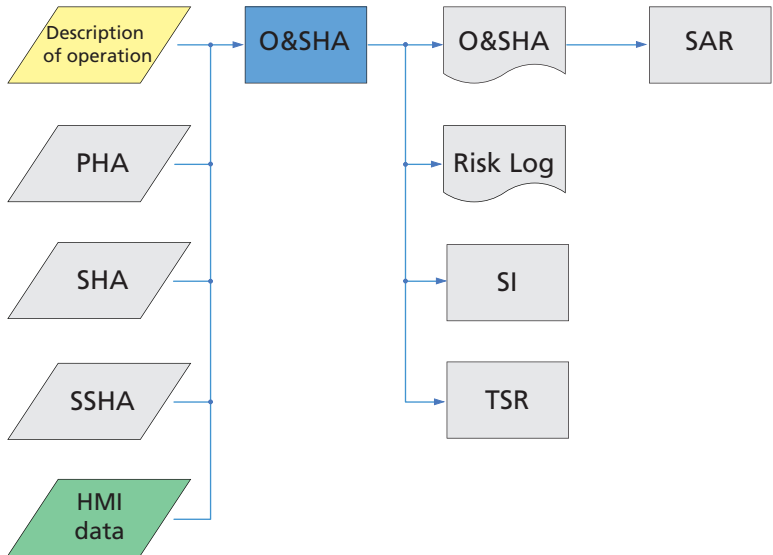 Description
of operation
O&SHA
O&SHA
SAR
PHA
Risk Log
SHA
SI
SSHA
TSR
HMI
data